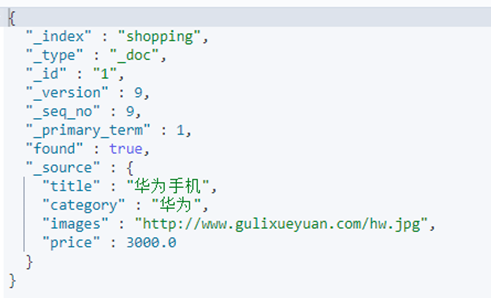 {
"_index" : "shopping",
"_type" : "_doc",
"_id" : "1",
"_version" : 9,
"_seq_no" : 9,
"_primary_term" : 1,
"found" : true,
"_source" : {
"title" : "华为手机",
"category" : "华为",
"images" : "http://www.gulixueyuan.com/hw.jpg",
"price" : 3000.0
}
}